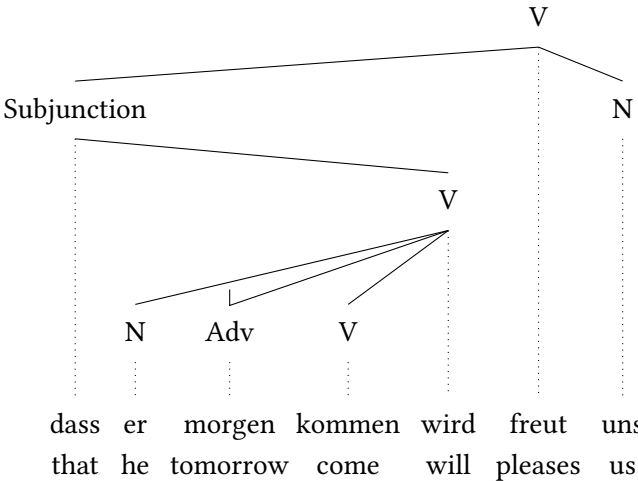 V
Subjunction N
V
N Adv V
dass er morgen kommen wird freut uns
that he tomorrow come will pleases us